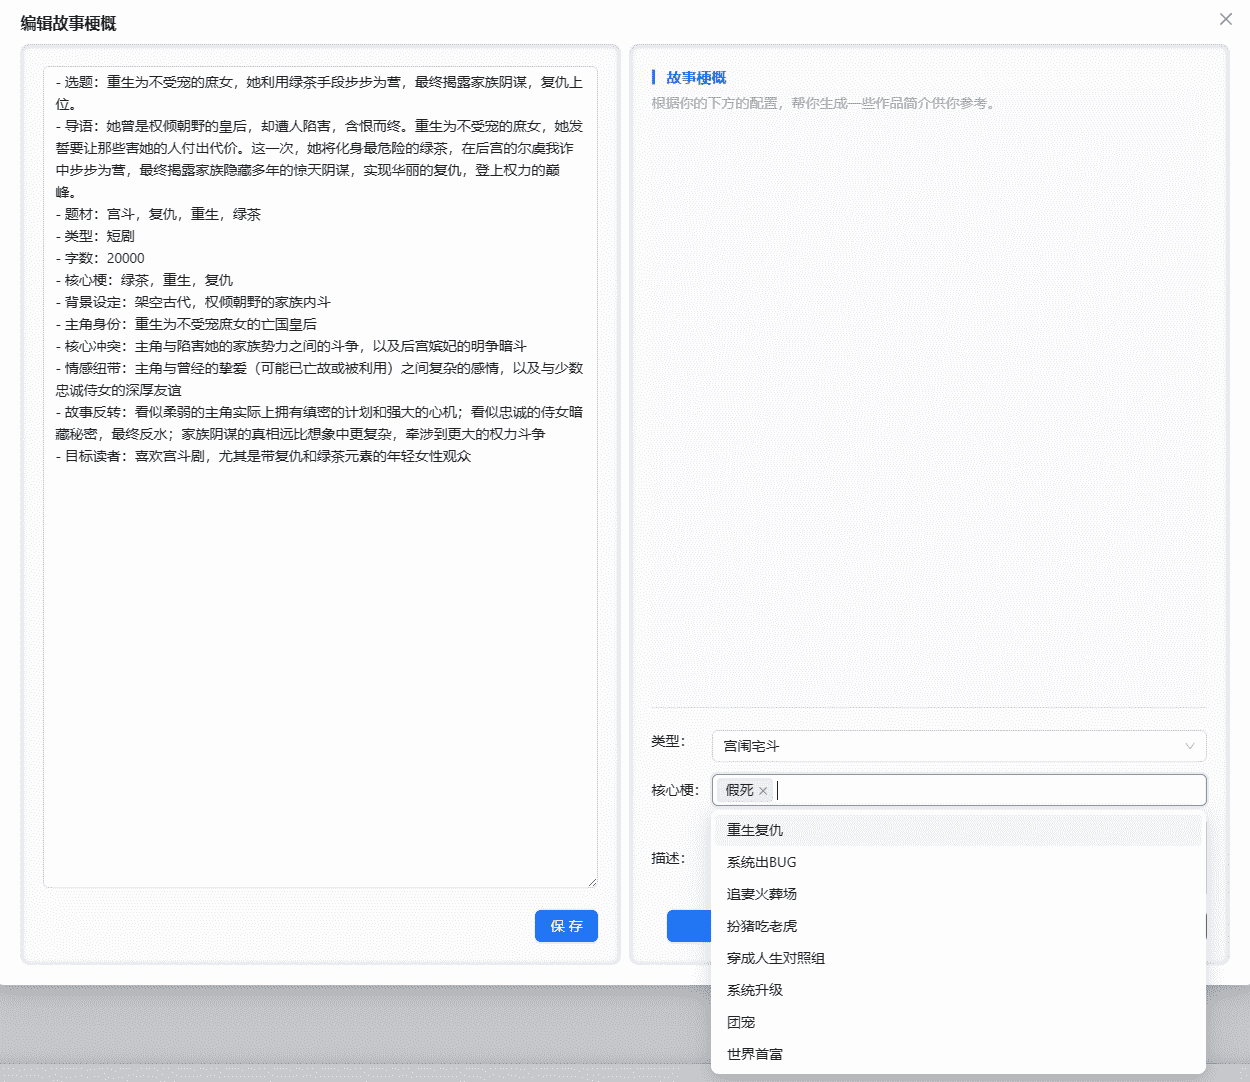 编辑故事梗概
- 选题：重生为不受宠的庶女，她利用绿茶手段步步为营，最终揭露家族阴谋，复仇上
位。
- 导语：她曾是权倾朝野的皇后，却遭人陷害，含恨而终。重生为不受宠的庶女，她发
誓要让那些害她的人付出代价。这一次，她将化身最危险的绿茶，在后宫的尔虞我诈
中步步为营，最终揭露家族隐藏多年的惊天阴谋，实现华丽的复仇，登上权力的巅
峰。
- 题材：宫斗，复仇，重生，绿茶
- 类型：短剧
- 字数：20000
- 核心梗：绿茶，重生，复仇
- 背景设定：架空古代，权倾朝野的家族内斗
- 主角身份：重生为不受宠庶女的亡国皇后
- 核心冲突：主角与陷害她的家族势力之间的斗争，以及后宫嫔妃的明争暗斗
- 情感纽带：主角与曾经的挚爱（可能已亡故或被利用）之间复杂的感情，以及与少数
忠诚侍女的深厚友谊
- 故事反转：看似柔弱的主角实际上拥有缜密的计划和强大的心机；看似忠诚的侍女暗
藏秘密，最终反水；家族阴谋的真相远比想象中更复杂，牵涉到更大的权力斗争
- 目标读者：喜欢宫斗剧，尤其是带复仇和绿茶元素的年轻女性观众
保 存
故事梗概
根据你的下方的配置，帮你生成一些作品简介供你参考。
类型：
宫闱宅斗
核心梗：
假死
描述：
重生复仇
系统出BUG
追妻火葬场
扮猪吃老虎
穿成人生对照组
系统升级
团宠
世界首富